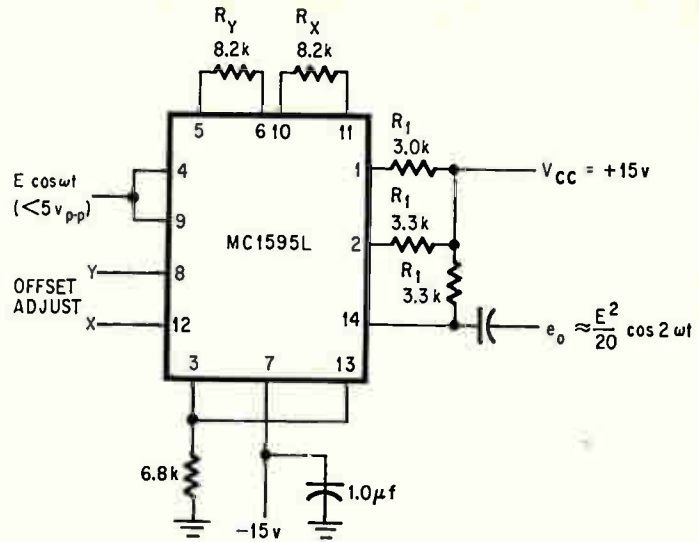 R_Y
8.2k
R_X
8.2k
5
6
10
11
R_1
3.0k
1
V_CC = +15v
E cos ωt
(<5v_p-p)
4
9
MC1595L
R_1
3.3k
2
R_1
3.3k
OFFSET
ADJUST
Y
8
X
12
14
e_o ≈ E²/20 cos 2ωt
3
7
13
6.8k
1.0μf
−15v